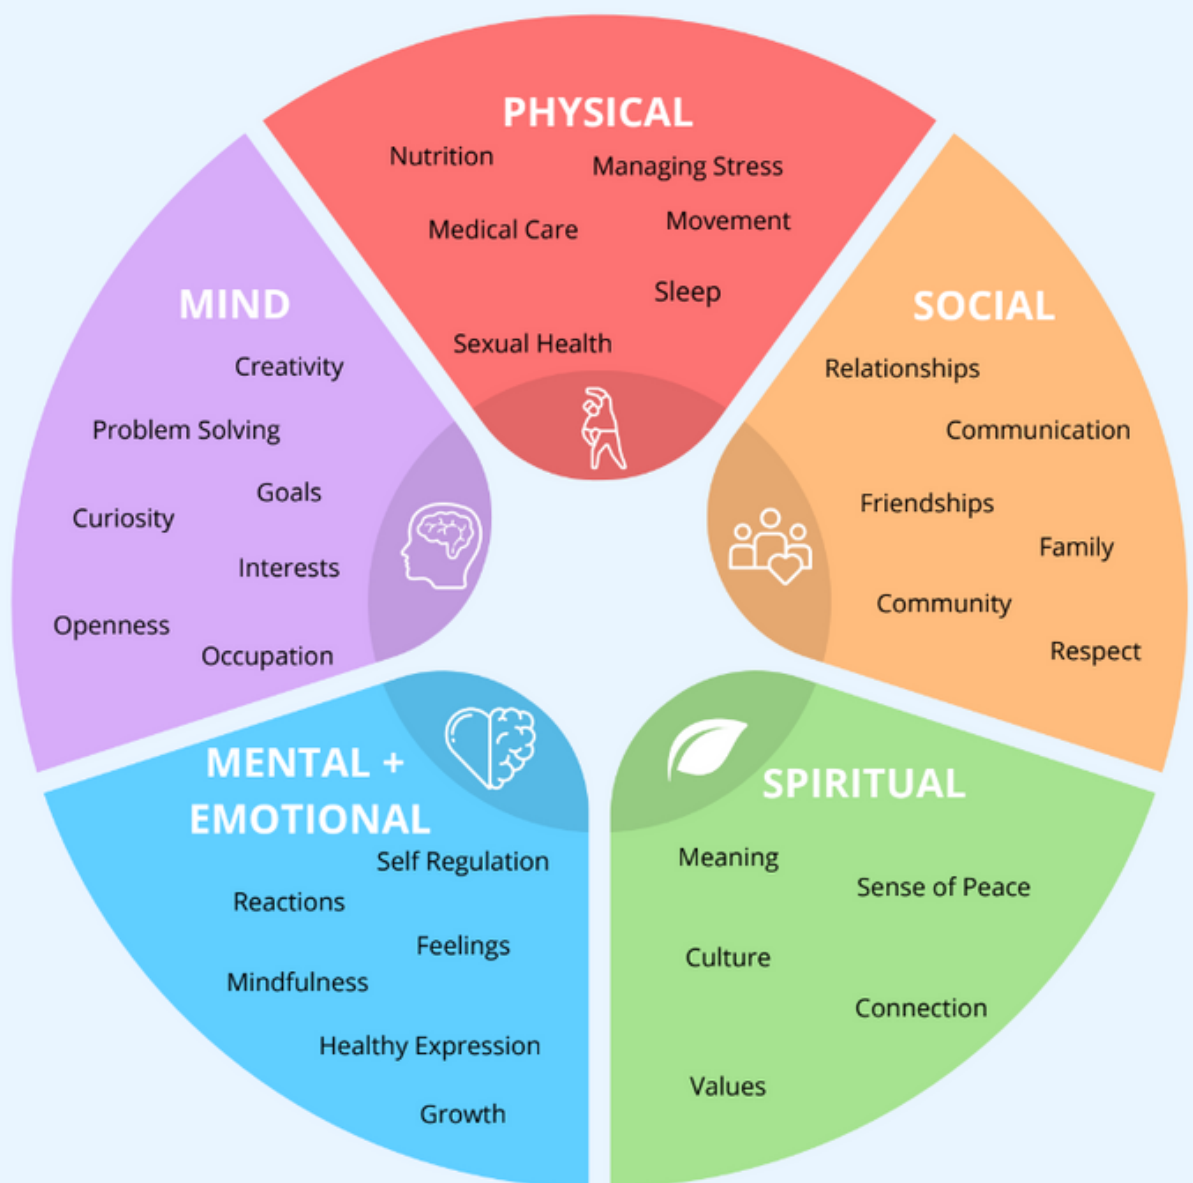 PHYSICAL
Nutrition
Managing Stress
Medical Care
Movement
Sleep
Sexual Health
SOCIAL
Relationships
Communication
Friendships
Family
Community
Respect
SPIRITUAL
Meaning
Sense of Peace
Culture
Connection
Values
MENTAL +
EMOTIONAL
Self Regulation
Reactions
Feelings
Mindfulness
Healthy Expression
Growth
MIND
Creativity
Problem Solving
Goals
Curiosity
Interests
Openness
Occupation